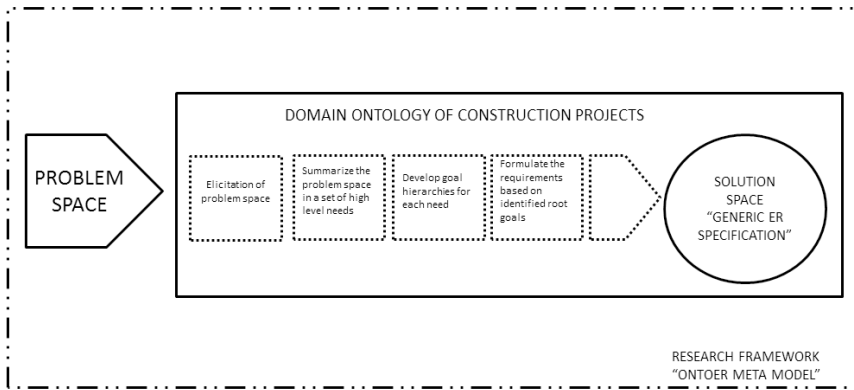 DOMAIN ONTOLOGY OF CONSTRUCTION PROJECTS
PROBLEM
SPACE
Elicitation of
problem space
Summarize the
problem space
in a set of high
level needs
Develop goal
hierarchies for
each need
Formulate the
requirements
based on
identified root
goals
SOLUTION
SPACE
“GENERIC ER
SPECIFICATION”
RESEARCH FRAMEWORK
“ONTOER META MODEL”